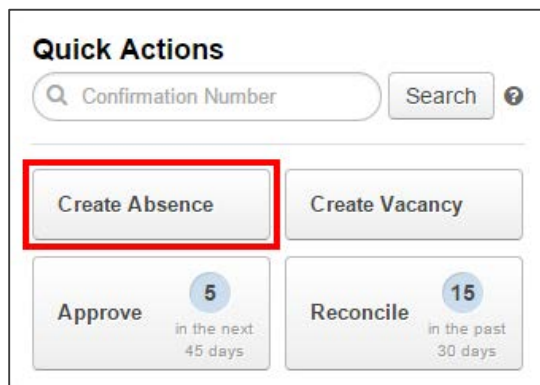 Quick Actions
Confirmation Number
Search
Create Absence
Create Vacancy
Approve
5
in the next
45 days
Reconcile
15
in the past
30 days